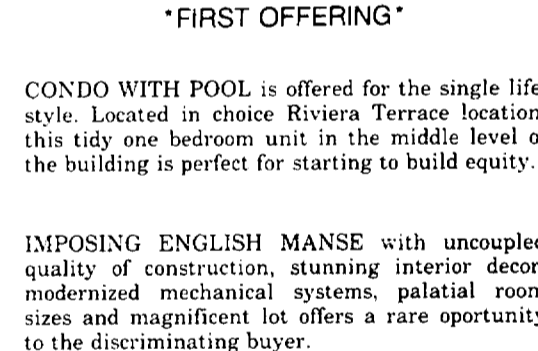 *FIRST OFFERING*
CONDO WITH POOL is offered for the single life
style. Located in choice Riviera Terrace location
this tidy one bedroom unit in the middle level o
the building is perfect for starting to build equity.
IMPOSING ENGLISH MANSE with uncouple
quality of construction, stunning interior decor
modernized mechanical systems, palatial room
sizes and magnificent lot offers a rare oportunity
to the discriminating buyer.